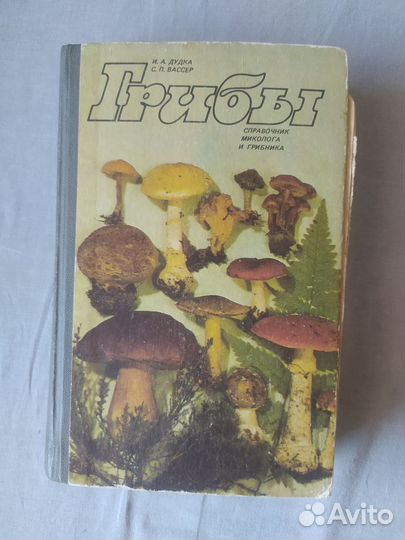 И. А. ДУДКА
С. П. ВАССЕР
Грибы
СПРАВОЧНИК
МИКОЛОГА
И ГРИБНИКА
Avito